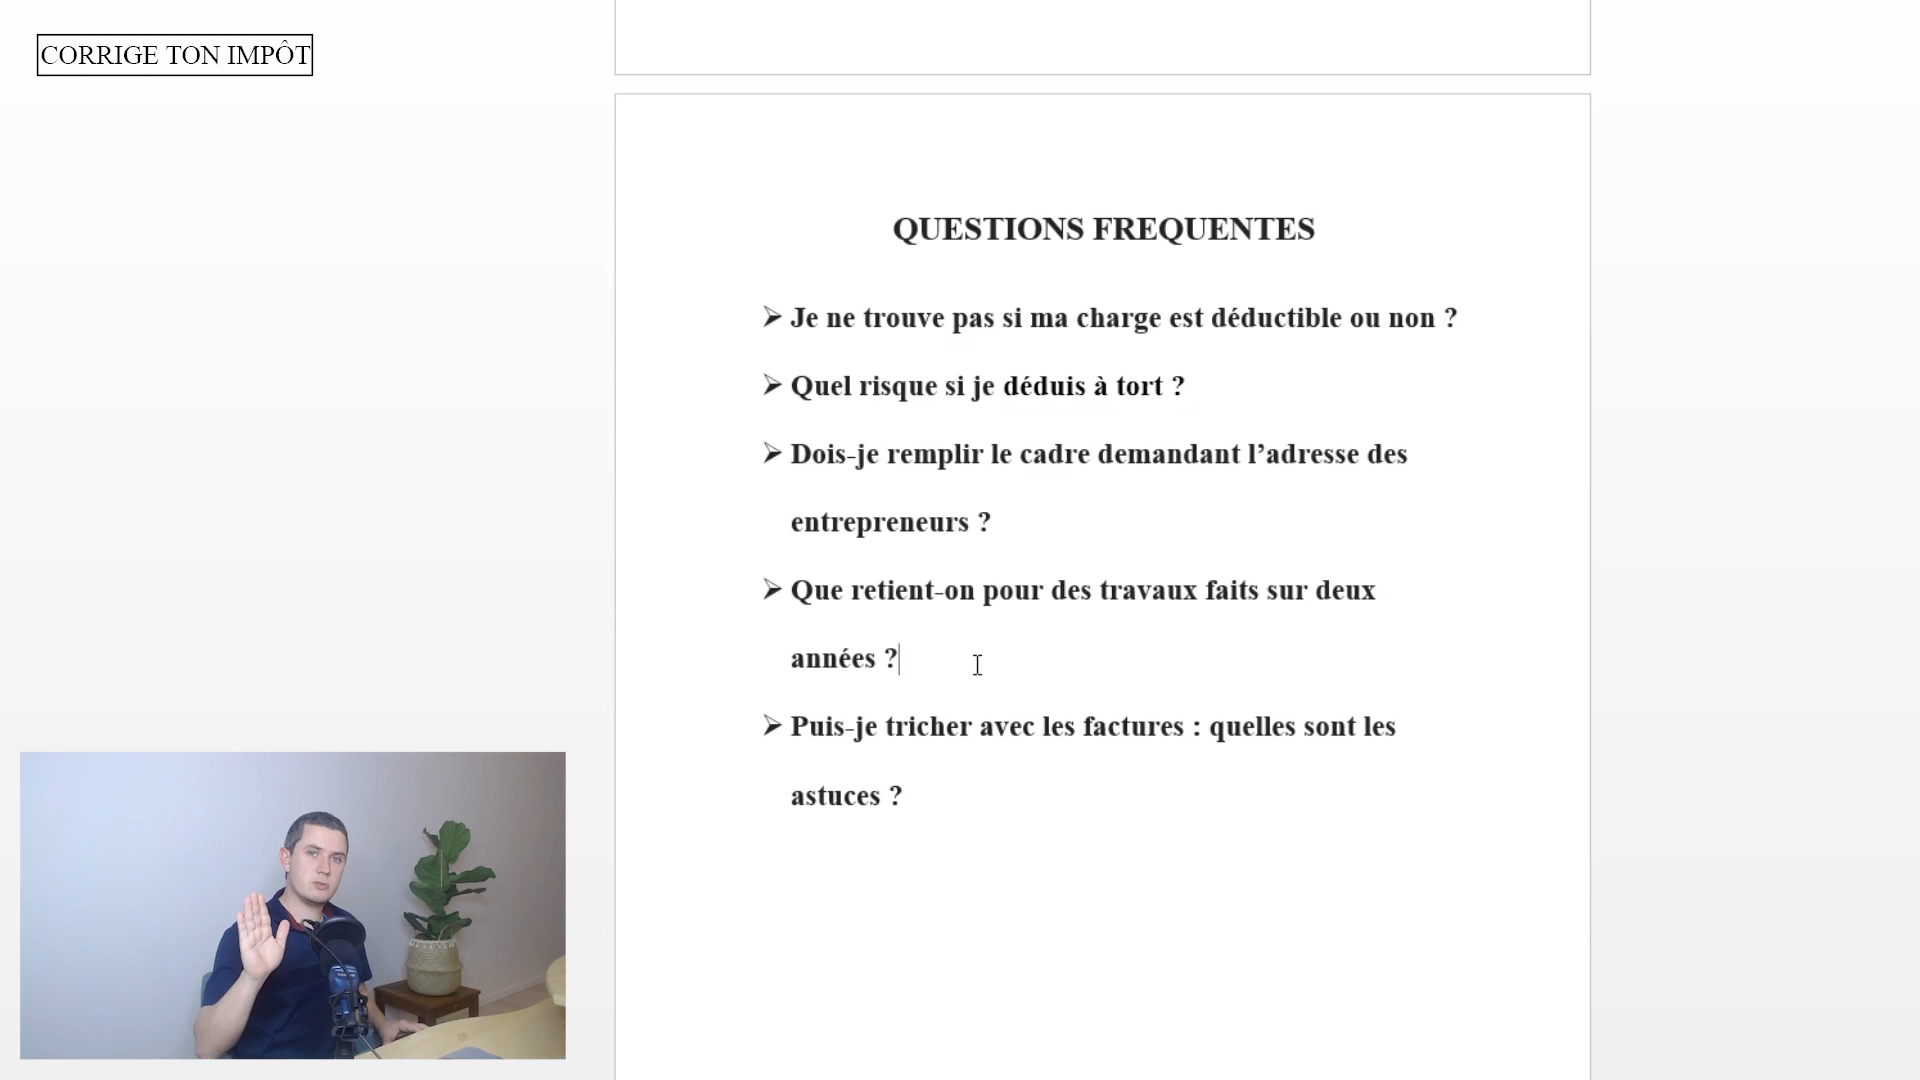 CORRIGE TON IMPÔT
QUESTIONS FREQUENTES
➢ Je ne trouve pas si ma charge est déductible ou non ?
➢ Quel risque si je déduis à tort ?
➢ Dois-je remplir le cadre demandant l’adresse des
entrepreneurs ?
➢ Que retient-on pour des travaux faits sur deux
années ?
➢ Puis-je tricher avec les factures : quelles sont les
astuces ?